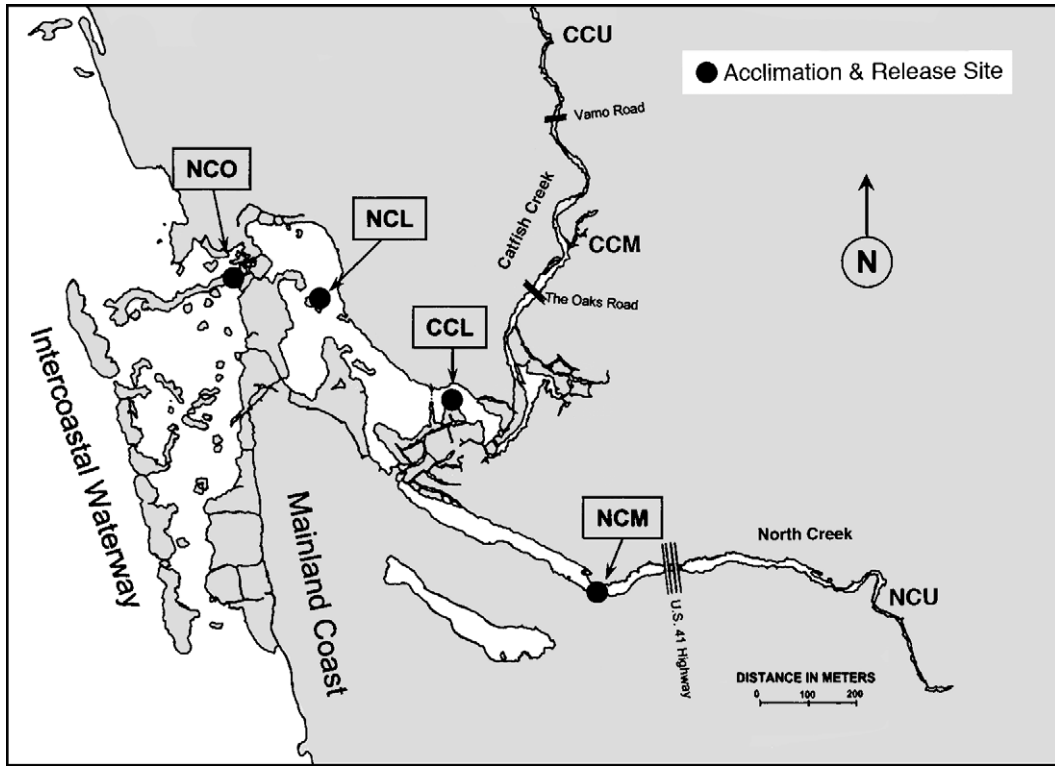 CCU
Acclimation & Release Site
Vamo Road
NCO
NCL
Catfish Creek
CCM
N
The Oaks Road
CCL
Intercoastal Waterway
Mainland Coast
NCM
North Creek
NCU
U.S. 41 Highway
DISTANCE IN METERS
0 100 200